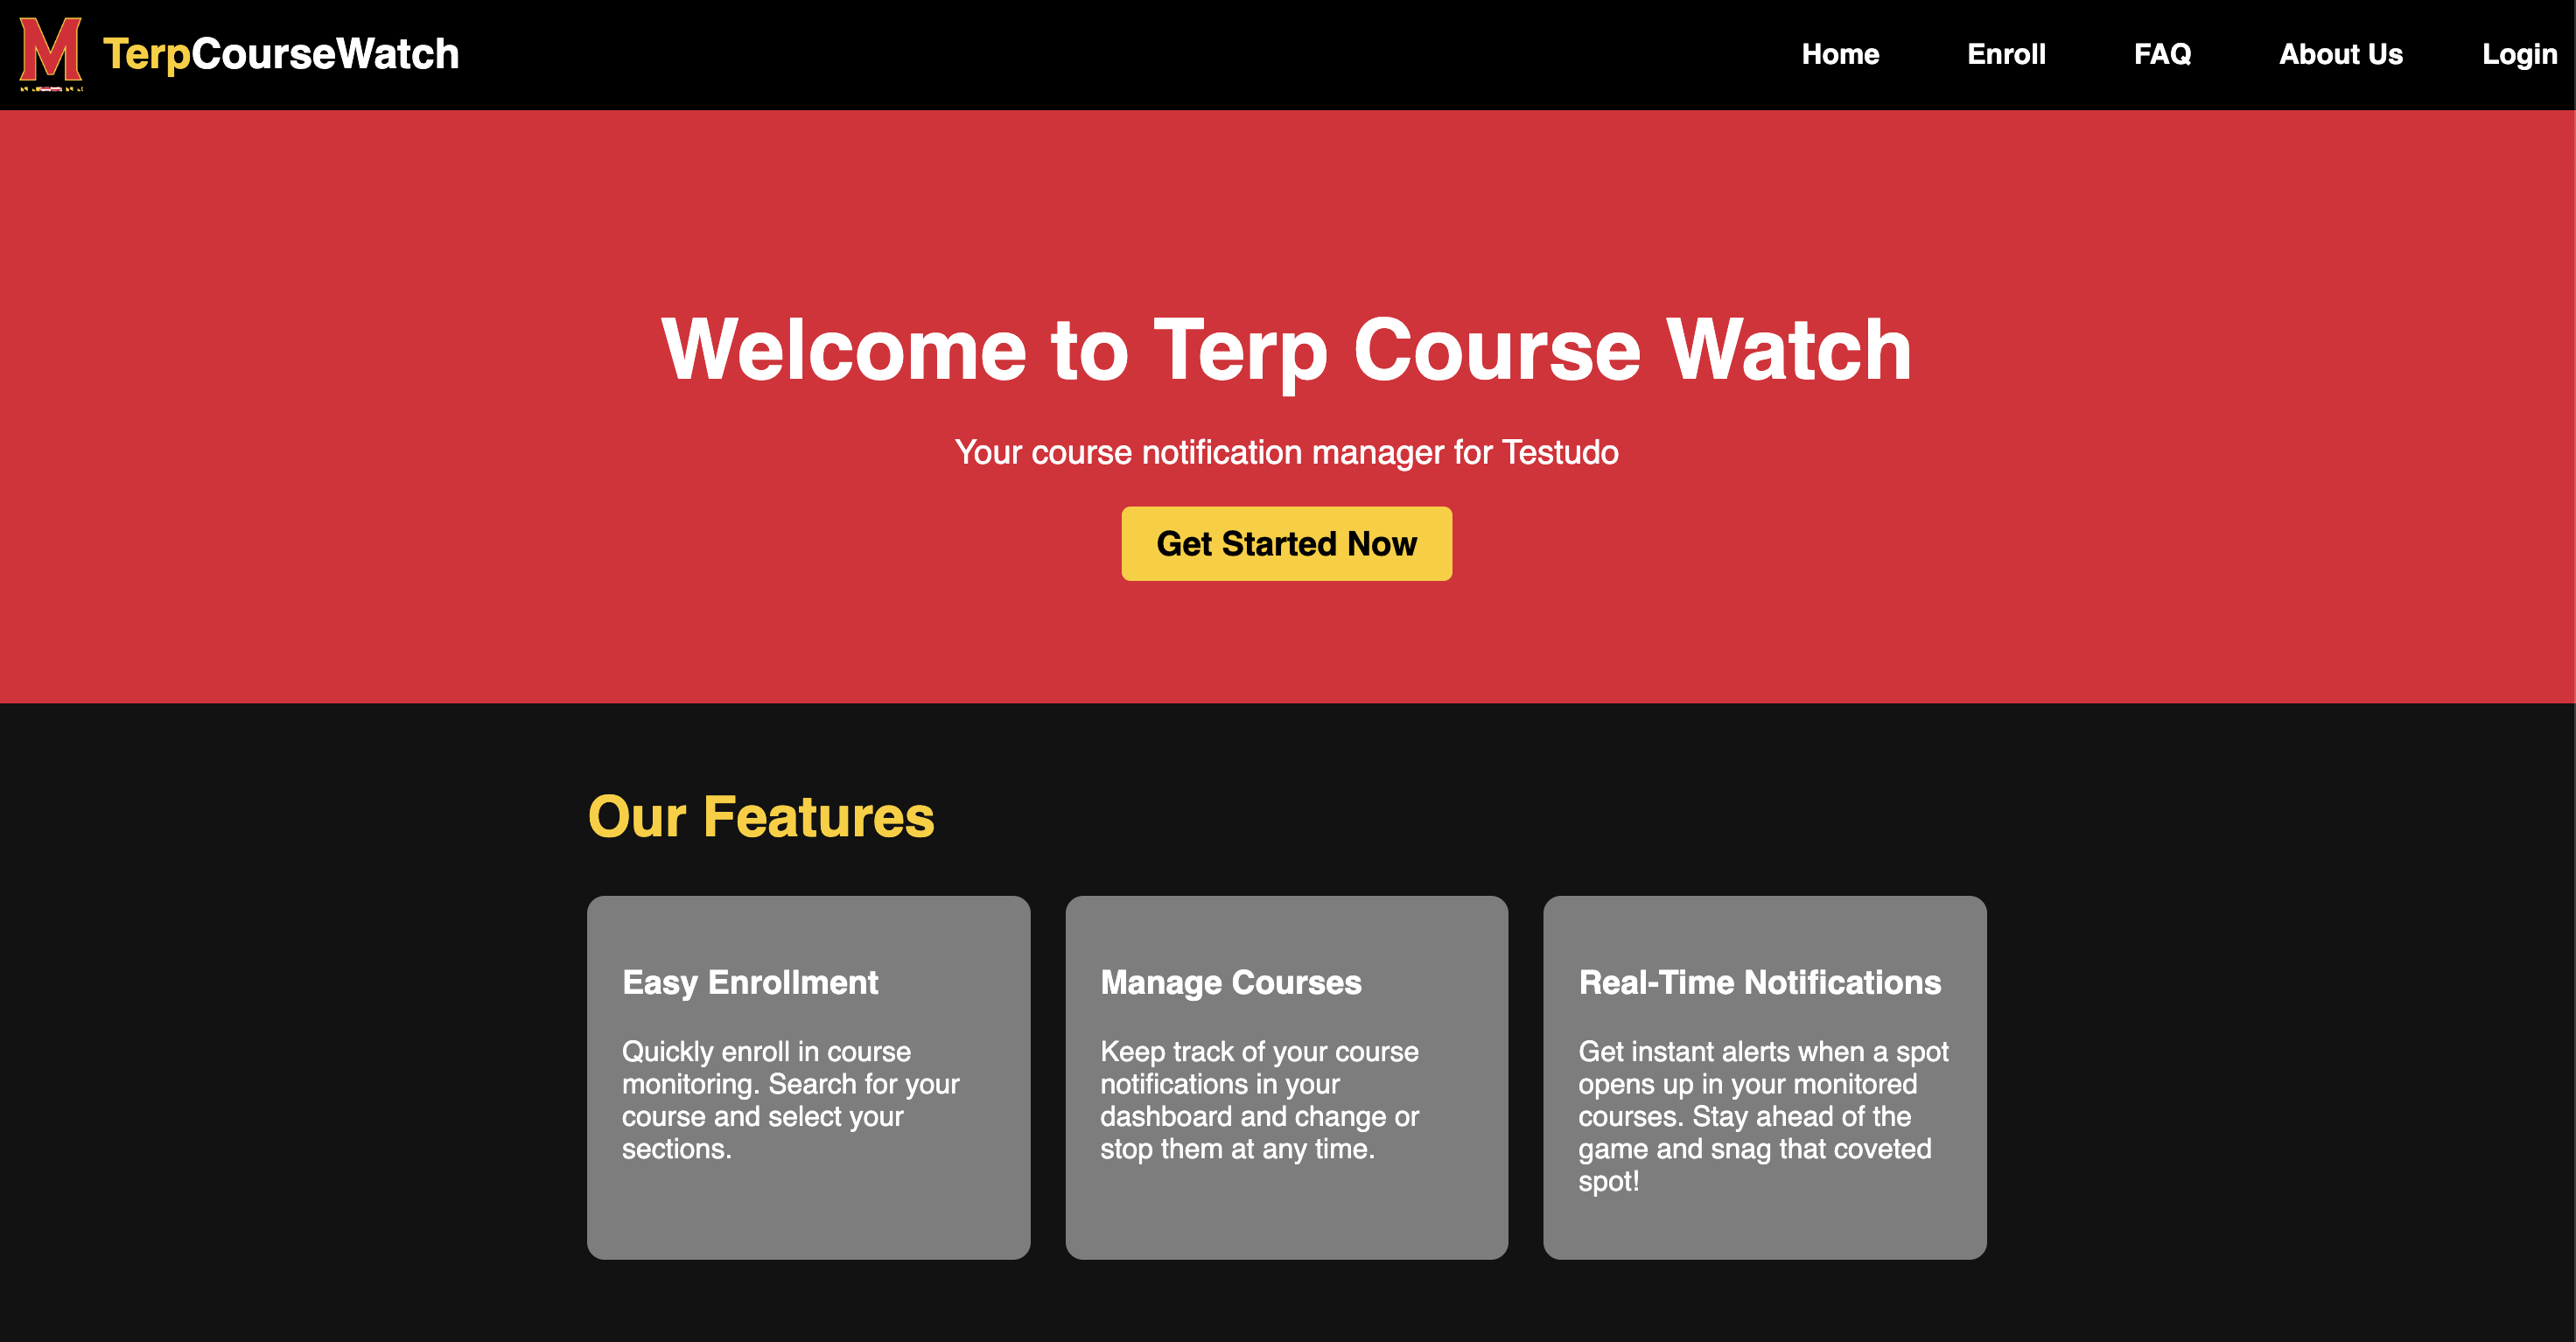 M
TerpCourseWatch
Home Enroll FAQ About Us Login
Welcome to Terp Course Watch
Your course notification manager for Testudo
Get Started Now
Our Features
Easy Enrollment
Quickly enroll in course
monitoring. Search for your
course and select your
sections.
Manage Courses
Keep track of your course
notifications in your
dashboard and change or
stop them at any time.
Real-Time Notifications
Get instant alerts when a spot
opens up in your monitored
courses. Stay ahead of the
game and snag that coveted
spot!